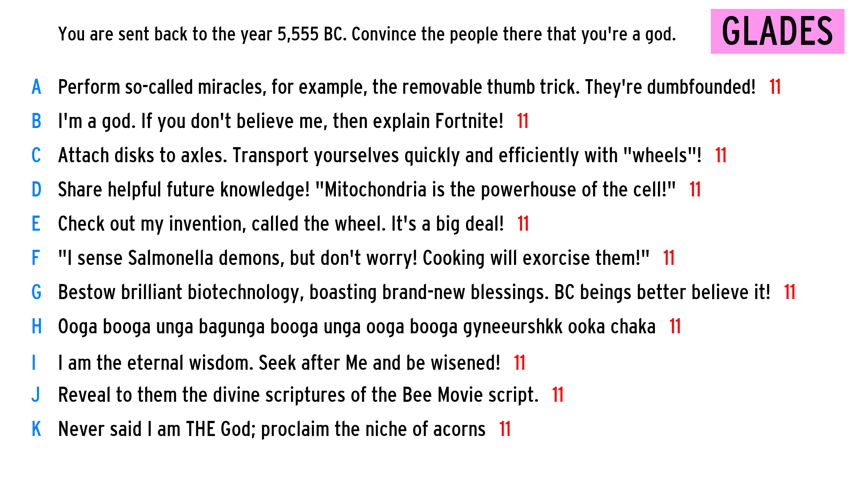 You are sent back to the year 5,555 BC. Convince the people there that you're a god.
GLADES
A Perform so-called miracles, for example, the removable thumb trick. They're dumbfounded! 11
B I'm a god. If you don't believe me, then explain Fortnite! 11
C Attach disks to axles. Transport yourselves quickly and efficiently with "wheels"! 11
D Share helpful future knowledge! "Mitochondria is the powerhouse of the cell!" 11
E Check out my invention, called the wheel. It's a big deal! 11
F "I sense Salmonella demons, but don't worry! Cooking will exorcise them!" 11
G Bestow brilliant biotechnology, boasting brand-new blessings. BC beings better believe it! 11
H Ooga booga unga bagunga booga unga ooga booga gyneeurshkk ooka chaka 11
I I am the eternal wisdom. Seek after Me and be wisened! 11
J Reveal to them the divine scriptures of the Bee Movie script. 11
K Never said I am THE God; proclaim the niche of acorns 11